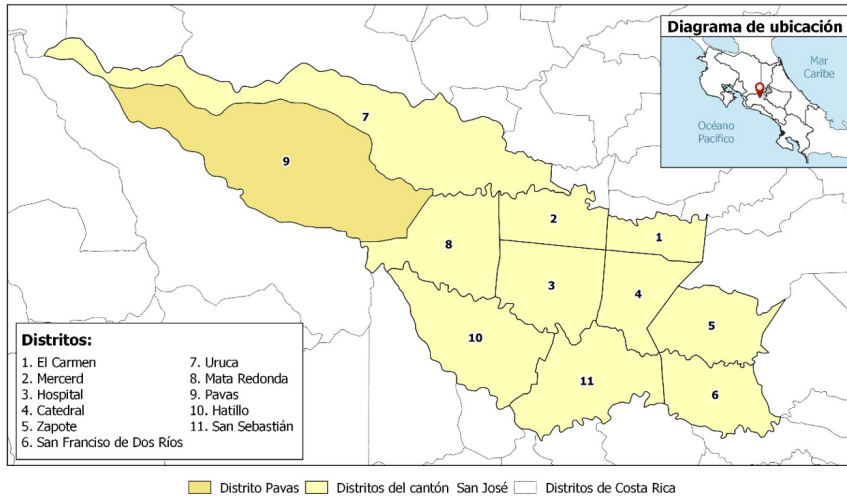 Diagrama de ubicación
Mar
Caribe
Océano
Pacífico
7
9
2
1
8
3
4
5
10
11
6
Distritos:
1. El Carmen
2. Mercerd
3. Hospital
4. Catedral
5. Zapote
6. San Franciso de Dos Ríos
7. Uruca
8. Mata Redonda
9. Pavas
10. Hatillo
11. San Sebastián
Distrito Pavas
Distritos del cantón San José
Distritos de Costa Rica